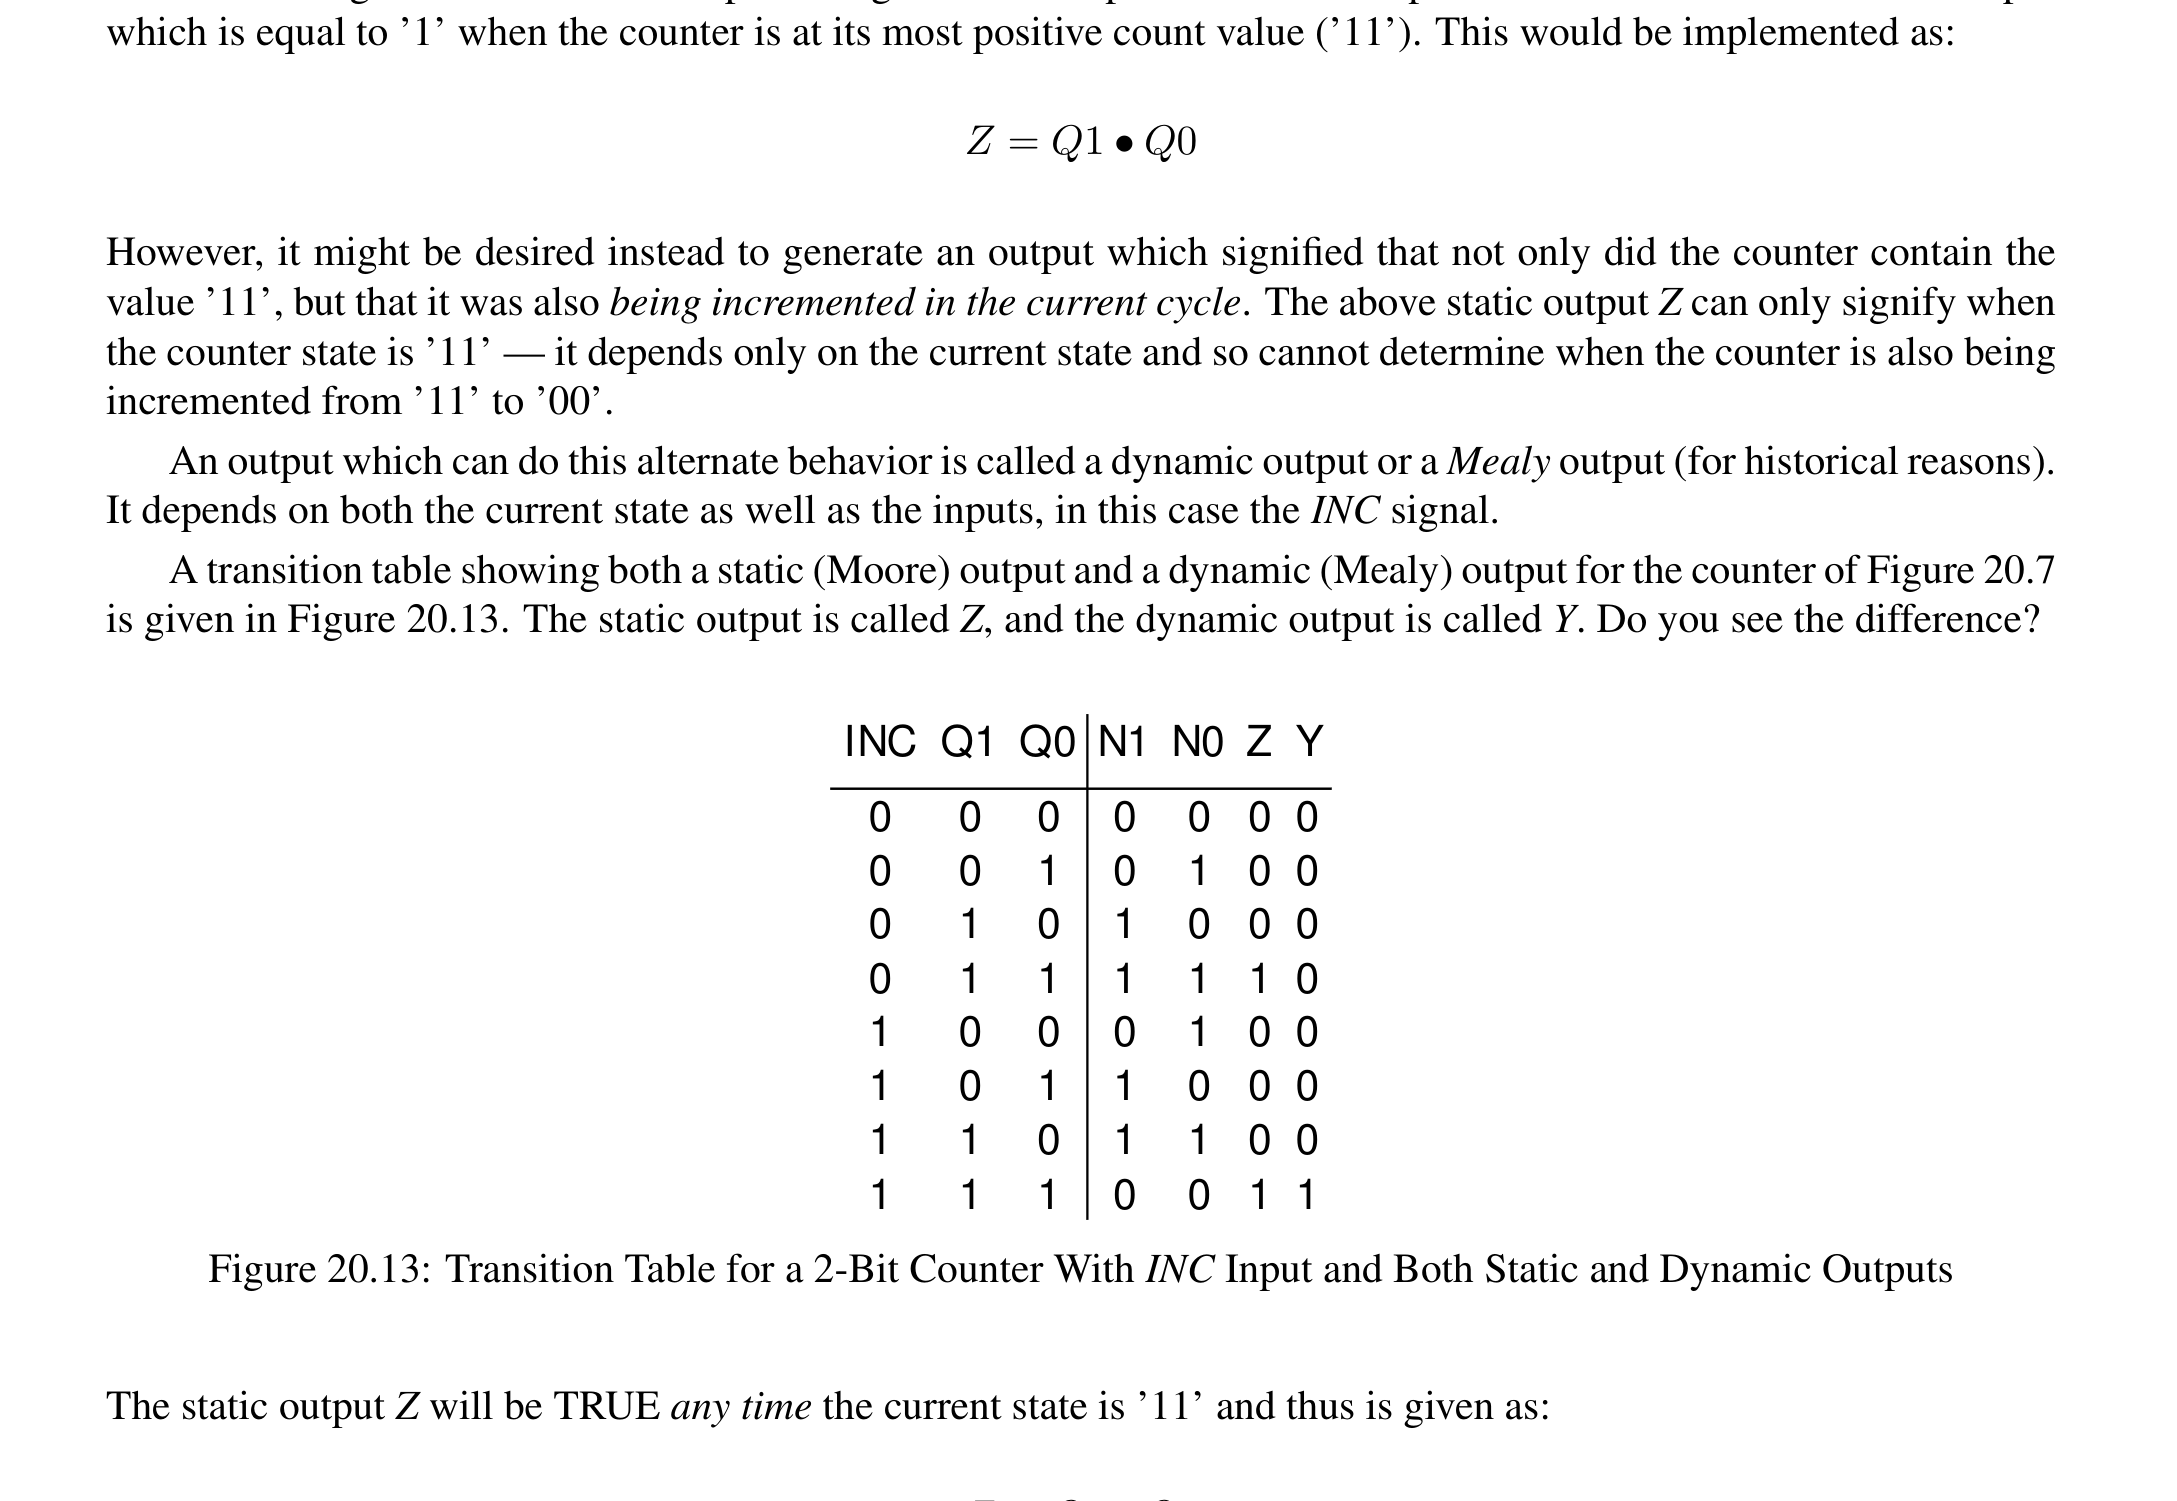 which is equal to ’1’ when the counter is at its most positive count value (’11’). This would be implemented as:
Z = Q1 • Q0
However, it might be desired instead to generate an output which signified that not only did the counter contain the
value ’11’, but that it was also being incremented in the current cycle. The above static output Z can only signify when
the counter state is ’11’ — it depends only on the current state and so cannot determine when the counter is also being
incremented from ’11’ to ’00’.
An output which can do this alternate behavior is called a dynamic output or a Mealy output (for historical reasons).
It depends on both the current state as well as the inputs, in this case the INC signal.
A transition table showing both a static (Moore) output and a dynamic (Mealy) output for the counter of Figure 20.7
is given in Figure 20.13. The static output is called Z, and the dynamic output is called Y. Do you see the difference?
INC Q1 Q0 N1 N0 Z Y
0 0 0 0 0 0 0
0 0 1 0 1 0 0
0 1 0 1 0 0 0
0 1 1 1 1 1 0
1 0 0 0 1 0 0
1 0 1 1 0 0 0
1 1 0 1 1 0 0
1 1 1 0 0 1 1
Figure 20.13: Transition Table for a 2-Bit Counter With INC Input and Both Static and Dynamic Outputs
The static output Z will be TRUE any time the current state is ’11’ and thus is given as: